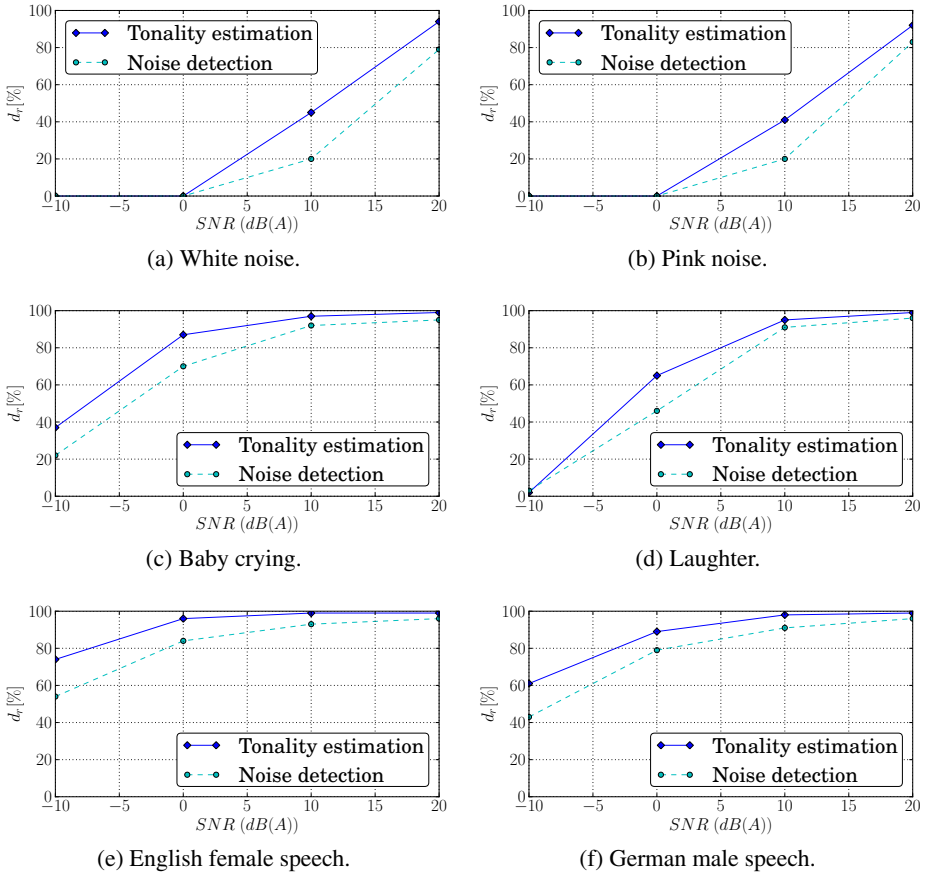 100
80
60
40
20
0
d_r[%]
Tonality estimation
Noise detection
−10 −5 0 5 10 15 20
SNR (dB(A))
(a) White noise.
100
80
60
40
20
0
d_r[%]
Tonality estimation
Noise detection
−10 −5 0 5 10 15 20
SNR (dB(A))
(b) Pink noise.
100
80
60
40
20
0
d_r[%]
Tonality estimation
Noise detection
−10 −5 0 5 10 15 20
SNR (dB(A))
(c) Baby crying.
100
80
60
40
20
0
d_r[%]
Tonality estimation
Noise detection
−10 −5 0 5 10 15 20
SNR (dB(A))
(d) Laughter.
100
80
60
40
20
0
d_r[%]
Tonality estimation
Noise detection
−10 −5 0 5 10 15 20
SNR (dB(A))
(e) English female speech.
100
80
60
40
20
0
d_r[%]
Tonality estimation
Noise detection
−10 −5 0 5 10 15 20
SNR (dB(A))
(f) German male speech.